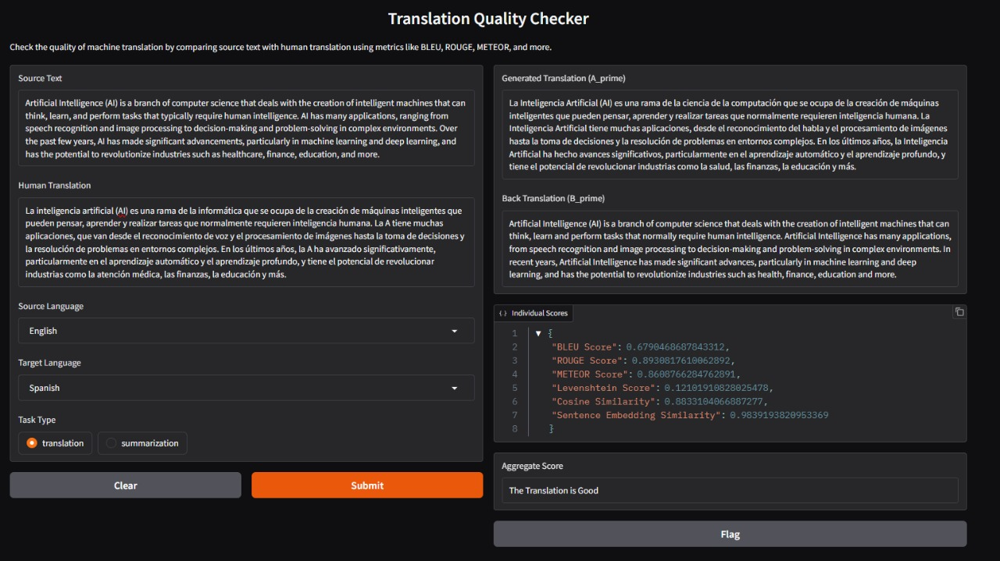 Translation Quality Checker
Check the quality of machine translation by comparing source text with human translation using metrics like BLEU, ROUGE, METEOR, and more.
Source Text
Artificial Intelligence (AI) is a branch of computer science that deals with the creation of intelligent machines that can
think, learn, and perform tasks that typically require human intelligence. AI has many applications, ranging from
speech recognition and image processing to decision-making and problem-solving in complex environments. Over
the past few years, AI has made significant advancements, particularly in machine learning and deep learning, and
has the potential to revolutionize industries such as healthcare, finance, education, and more.
Human Translation
La inteligencia artificial (AI) es una rama de la informática que se ocupa de la creación de máquinas inteligentes que
pueden pensar, aprender y realizar tareas que normalmente requieren inteligencia humana. La A tiene muchas
aplicaciones, que van desde el reconocimiento de voz y el procesamiento de imágenes hasta la toma de decisiones y
la resolución de problemas en entornos complejos. En los últimos años, la A ha avanzado significativamente,
particularmente en el aprendizaje automático y el aprendizaje profundo, y tiene el potencial de revolucionar
industrias como la atención médica, las finanzas, la educación y más.
Source Language
English
Target Language
Spanish
Task Type
translation
summarization
Clear
Submit
Generated Translation (A_prime)
La Inteligencia Artificial (AI) es una rama de la ciencia de la computación que se ocupa de la creación de máquinas
inteligentes que pueden pensar, aprender y realizar tareas que normalmente requieren inteligencia humana. La
Inteligencia Artificial tiene muchas aplicaciones, desde el reconocimiento del habla y el procesamiento de imágenes
hasta la toma de decisiones y la resolución de problemas en entornos complejos. En los últimos años, la Inteligencia
Artificial ha hecho avances significativos, particularmente en el aprendizaje automático y el aprendizaje profundo, y
tiene el potencial de revolucionar industrias como la salud, las finanzas, la educación y más.
Back Translation (B_prime)
Artificial Intelligence (AI) is a branch of computer science that deals with the creation of intelligent machines that can
think, learn and perform tasks that normally require human intelligence. Artificial Intelligence has many applications,
from speech recognition and image processing to decision-making and problem-solving in complex environments. In
recent years, Artificial Intelligence has made significant advances, particularly in machine learning and deep
learning, and has the potential to revolutionize industries such as health, finance, education and more.
{} Individual Scores
1 {
2 "BLEU Score": 0.6790468687843312,
3 "ROUGE Score": 0.8930817610062892,
4 "METEOR Score": 0.8608766284762891,
5 "Levenshtein Score": 0.12101910828025478,
6 "Cosine Similarity": 0.8833104066887277,
7 "Sentence Embedding Similarity": 0.9839193820953369
8 }
Aggregate Score
The Translation is Good
Flag